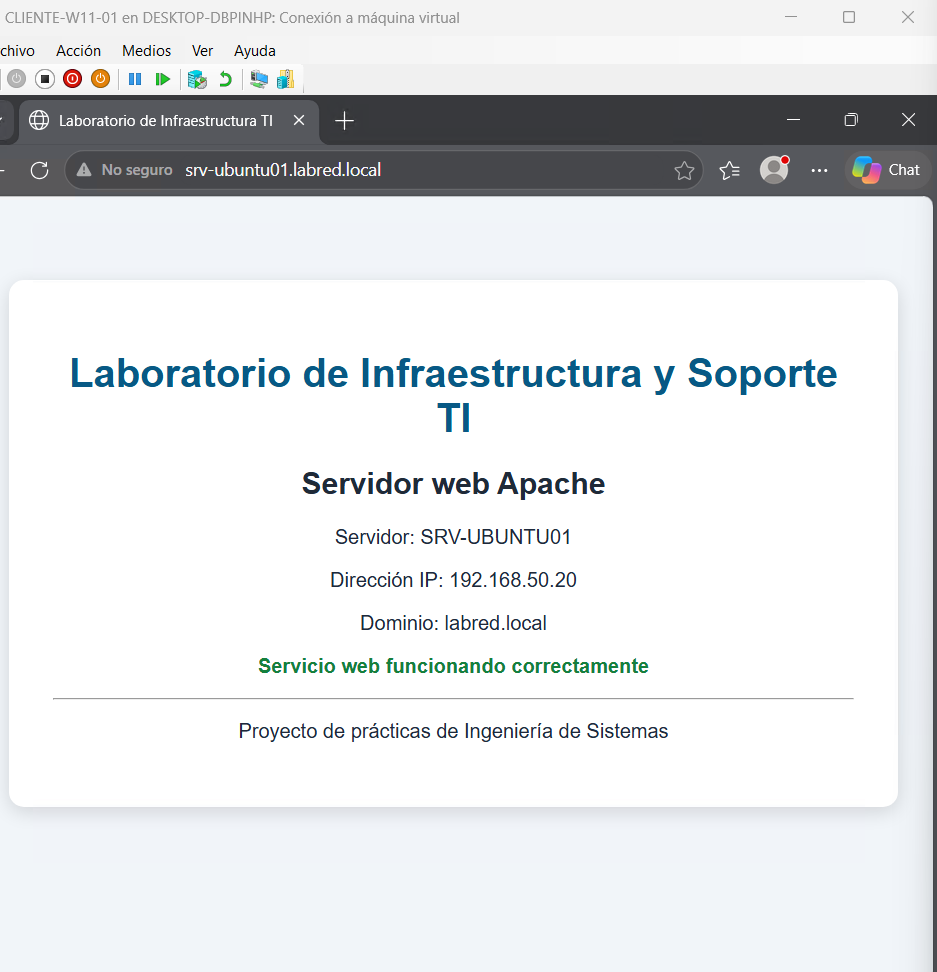 CLIENTE-W11-01 en DESKTOP-DBPINHP: Conexión a máquina virtual
chivo Acción Medios Ver Ayuda
Laboratorio de Infraestructura TI
No seguro srv-ubuntu01.labred.local Chat
Laboratorio de Infraestructura y Soporte
TI
Servidor web Apache
Servidor: SRV-UBUNTU01
Dirección IP: 192.168.50.20
Dominio: labred.local
Servicio web funcionando correctamente
Proyecto de prácticas de Ingeniería de Sistemas